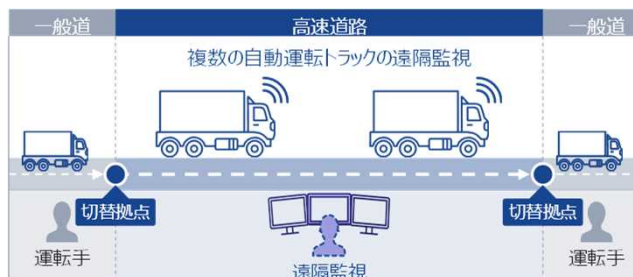 一般道
高速道路
一般道
複数の自動運転トラックの遠隔監視
切替拠点
切替拠点
運転手
遠隔監視
運転手